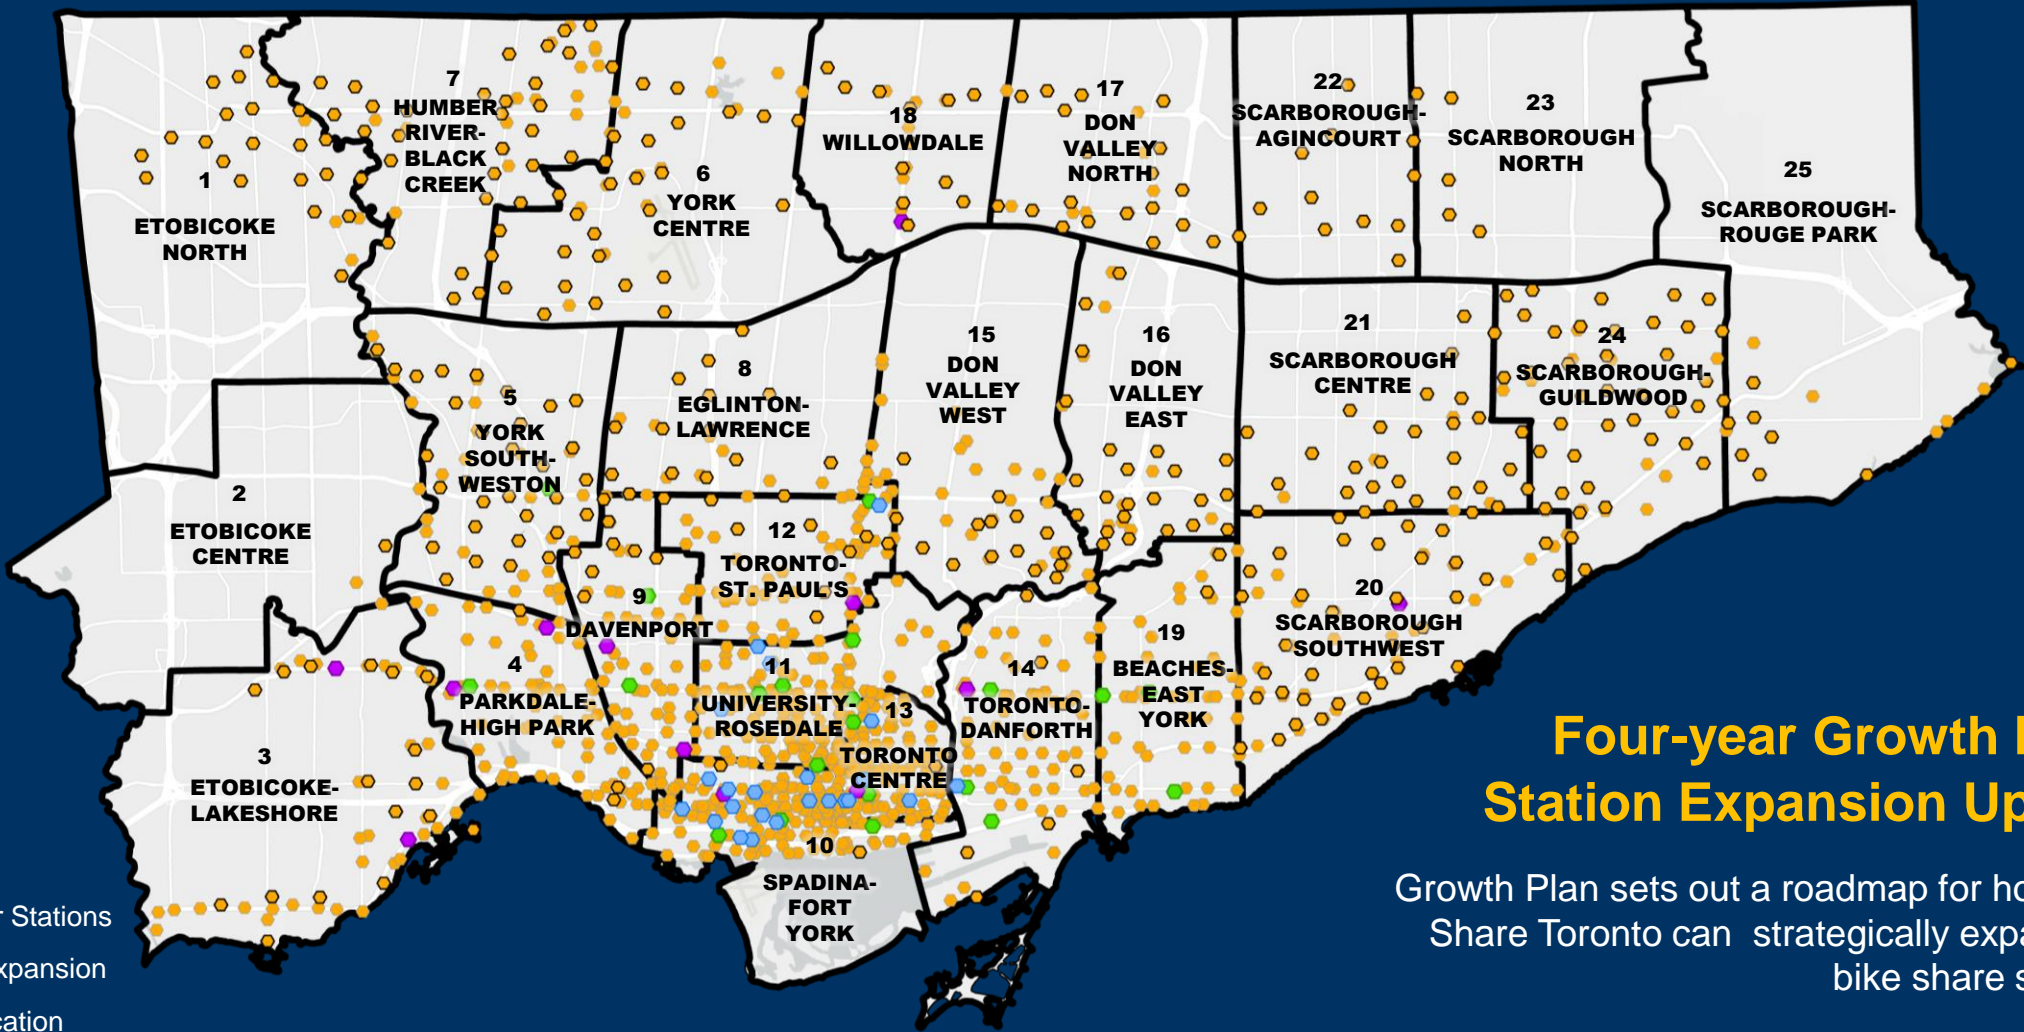 7
HUMBER
RIVER-
BLACK
CREEK
1
ETOBICOKE
NORTH
6
YORK
CENTRE
18
WILLOWDALE
17
DON
VALLEY
NORTH
22
SCARBOROUGH-
AGINCOURT
23
SCARBOROUGH
NORTH
25
SCARBOROUGH-
ROUGE PARK
2
ETOBICOKE
CENTRE
5
YORK
SOUTH-
WESTON
8
EGLINTON-
LAWRENCE
15
DON
VALLEY
WEST
16
DON
VALLEY
EAST
21
SCARBOROUGH
CENTRE
24
SCARBOROUGH-
GUILDWOOD
12
TORONTO-
ST. PAUL'S
9
DAVENPORT
20
SCARBOROUGH
SOUTHWEST
3
ETOBICOKE-
LAKESHORE
4
PARKDALE-
HIGH PARK
11
UNIVERSITY-
ROSEDALE
13
TORONTO
CENTRE
14
TORONTO-
DANFORTH
19
BEACHES-
EAST
YORK
10
SPADINA-
FORT
YORK
Four-year Growth
Station Expansion Up
Growth Plan sets out a roadmap for ho
Share Toronto can strategically expa
bike share s
r Stations
xpansion
cation